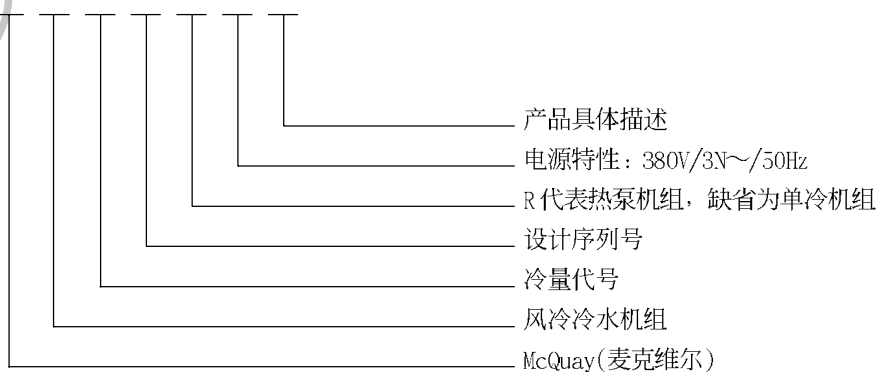 产品具体描述
电源特性：380V/3N～/50Hz
R代表热泵机组，缺省为单冷机组
设计序列号
冷量代号
风冷冷水机组
McQuay(麦克维尔)